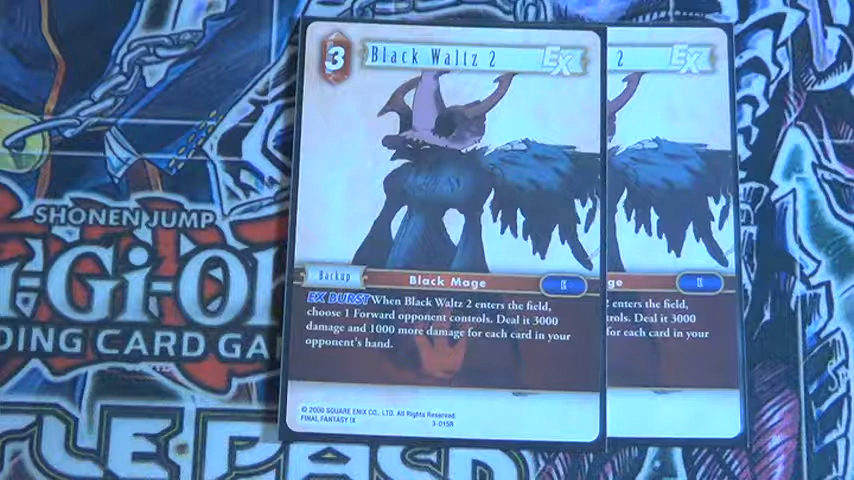 3
Black Waltz 2
EX
2
EX
Backup
Black Mage
IX
ge
IX
EX BURST When Black Waltz 2 enters the field,
choose 1 Forward opponent controls. Deal it 3000
damage and 1000 more damage for each card in your
opponent's hand.
2 enters the field,
rols. Deal it 3000
for each card in your
© 2000 SQUARE ENIX CO., LTD. All Rights Reserved.
FINAL FANTASY IX
3-015R
SHONEN JUMP
-Gi-O
DING CARD GA